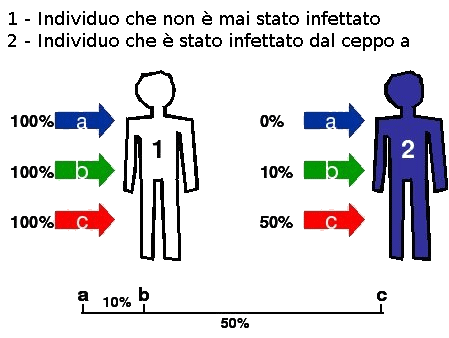 1 - Individuo che non è mai stato infettato
2 - Individuo che è stato infettato dal ceppo a
100% a
0% a
1
2
100% b
10% b
100% c
50% c
a 10% b c
50%